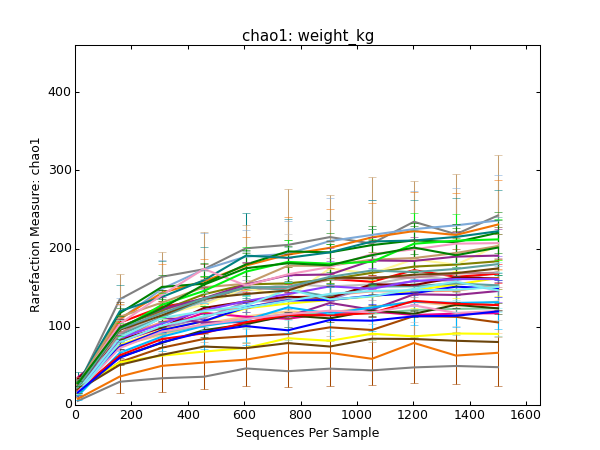 chao1: weight_kg
Rarefaction Measure: chao1
400
300
200
100
0
0 200 400 600 800 1000 1200 1400 1600
Sequences Per Sample